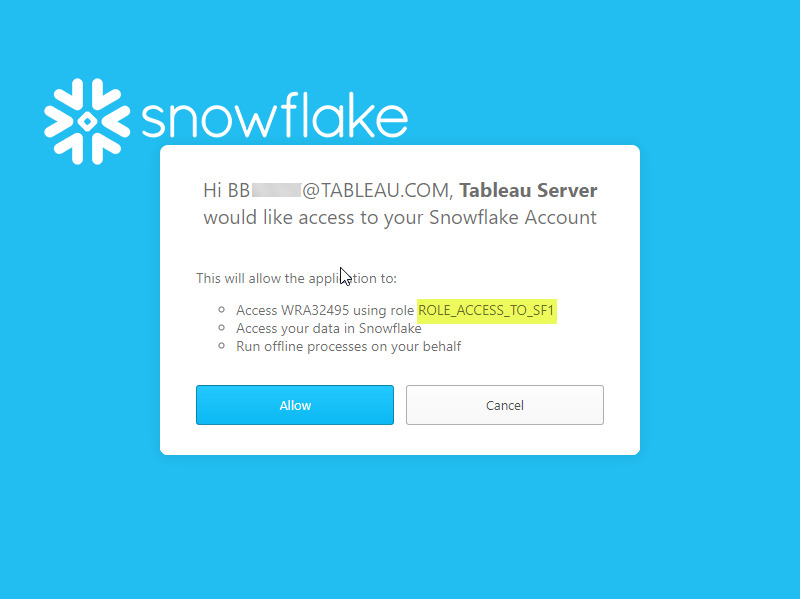 snowflake
Hi BB @TABLEAU.COM, Tableau Server
would like access to your Snowflake Account
This will allow the application to:
Access WRA32495 using role ROLE_ACCESS_TO_SF1
Access your data in Snowflake
Run offline processes on your behalf
Allow
Cancel